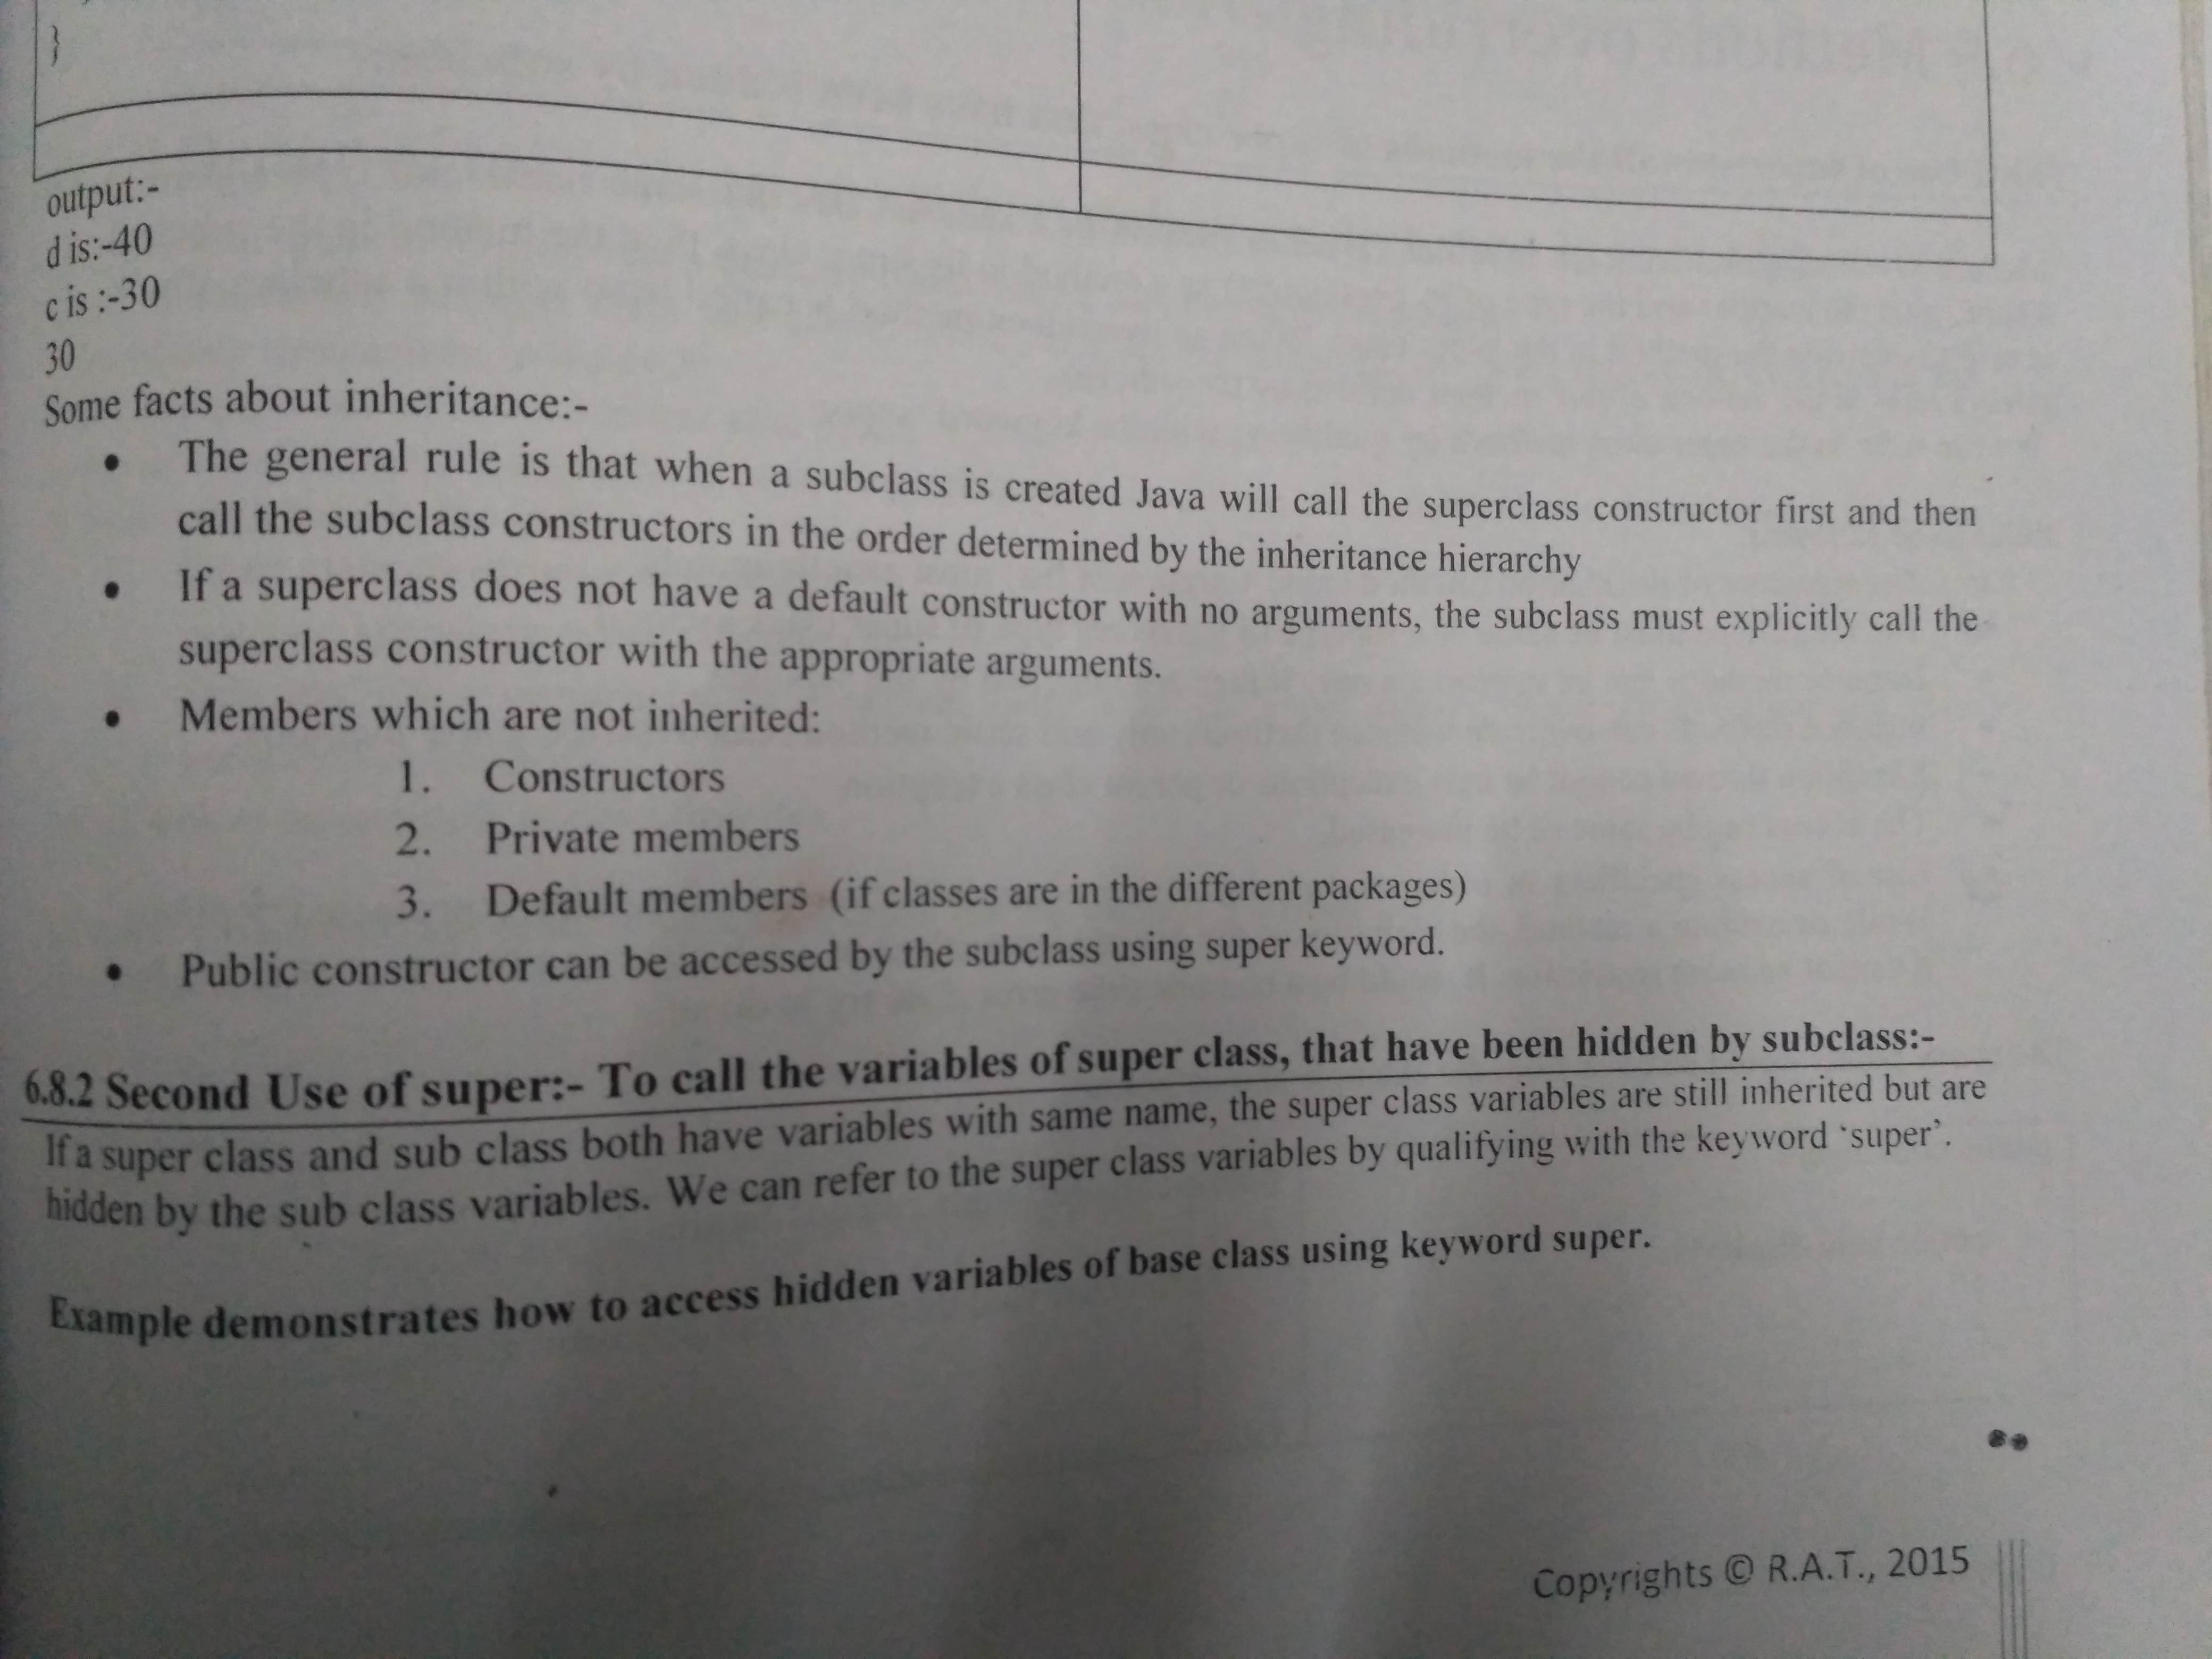 }
output:-
d is:-40
c is :-30
30
Some facts about inheritance:-
• The general rule is that when a subclass is created Java will call the superclass constructor first and then
call the subclass constructors in the order determined by the inheritance hierarchy
• If a superclass does not have a default constructor with no arguments, the subclass must explicitly call the
superclass constructor with the appropriate arguments.
• Members which are not inherited:
1. Constructors
2. Private members
3. Default members (if classes are in the different packages)
• Public constructor can be accessed by the subclass using super keyword.
6.8.2 Second Use of super:- To call the variables of super class, that have been hidden by subclass:-
If a super class and sub class both have variables with same name, the super class variables are still inherited but are
hidden by the sub class variables. We can refer to the super class variables by qualifying with the keyword ‘super’.
Example demonstrates how to access hidden variables of base class using keyword super.
Copyrights © R.A.T., 2015